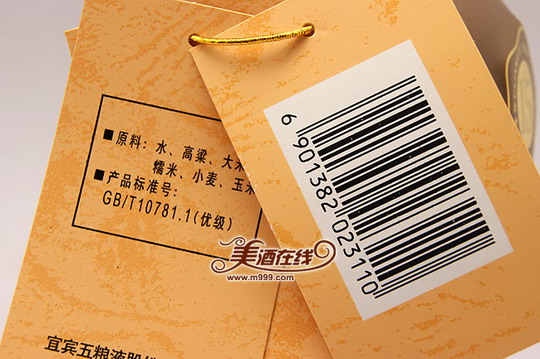 ■原料：水、高粱、大米
糯米、小麦、玉米
■产品标准号：
GB/T10781.1(优级)
宜宾五粮液股份
6 901382 023110
美酒在线
www.m999.com